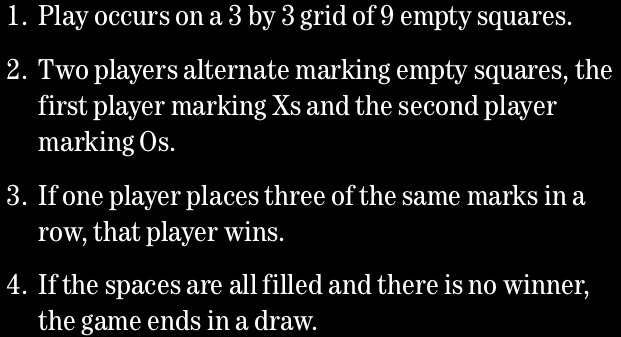 1. Play occurs on a 3 by 3 grid of 9 empty squares.
2. Two players alternate marking empty squares, the
first player marking Xs and the second player
marking Os.
3. If one player places three of the same marks in a
row, that player wins.
4. If the spaces are all filled and there is no winner,
the game ends in a draw.